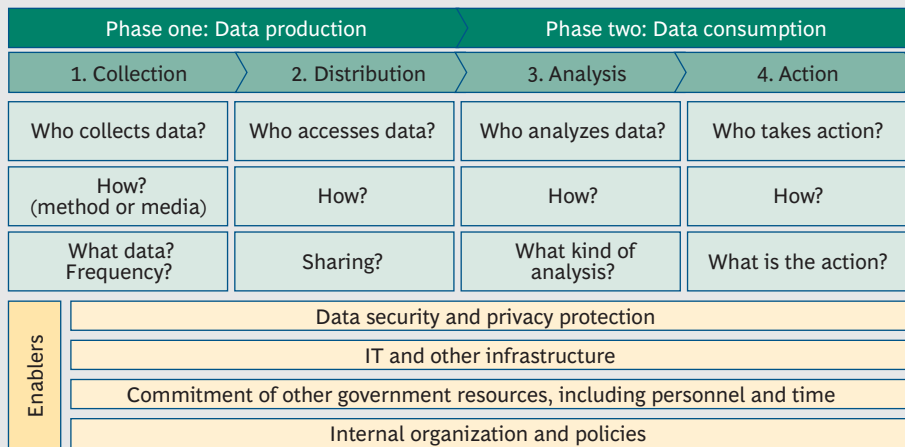 Phase one: Data production
Phase two: Data consumption
1. Collection
2. Distribution
3. Analysis
4. Action
Who collects data?
Who accesses data?
Who analyzes data?
Who takes action?
How?
(method or media)
How?
How?
How?
What data?
Frequency?
Sharing?
What kind of
analysis?
What is the action?
Enablers
Data security and privacy protection
IT and other infrastructure
Commitment of other government resources, including personnel and time
Internal organization and policies